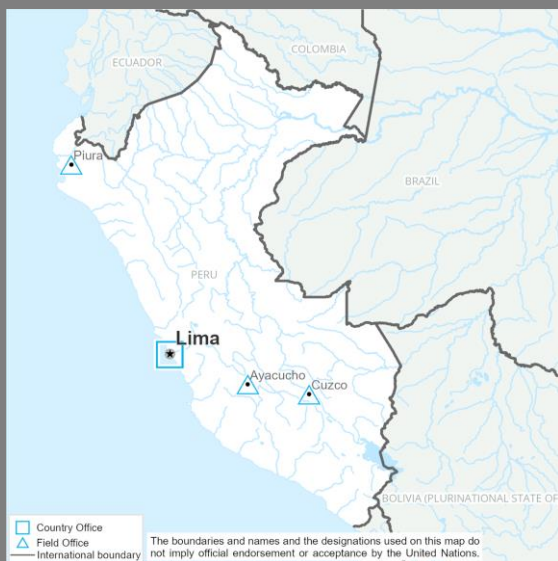 COLOMBIA
ECUADOR
Piura
BRAZIL
PERU
Lima
Ayacucho
Cuzco
BOLIVIA (PLURINATIONAL STATE OF
Country Office
Field Office
International boundary
The boundaries and names and the designations used on this map do
not imply official endorsement or acceptance by the United Nations.